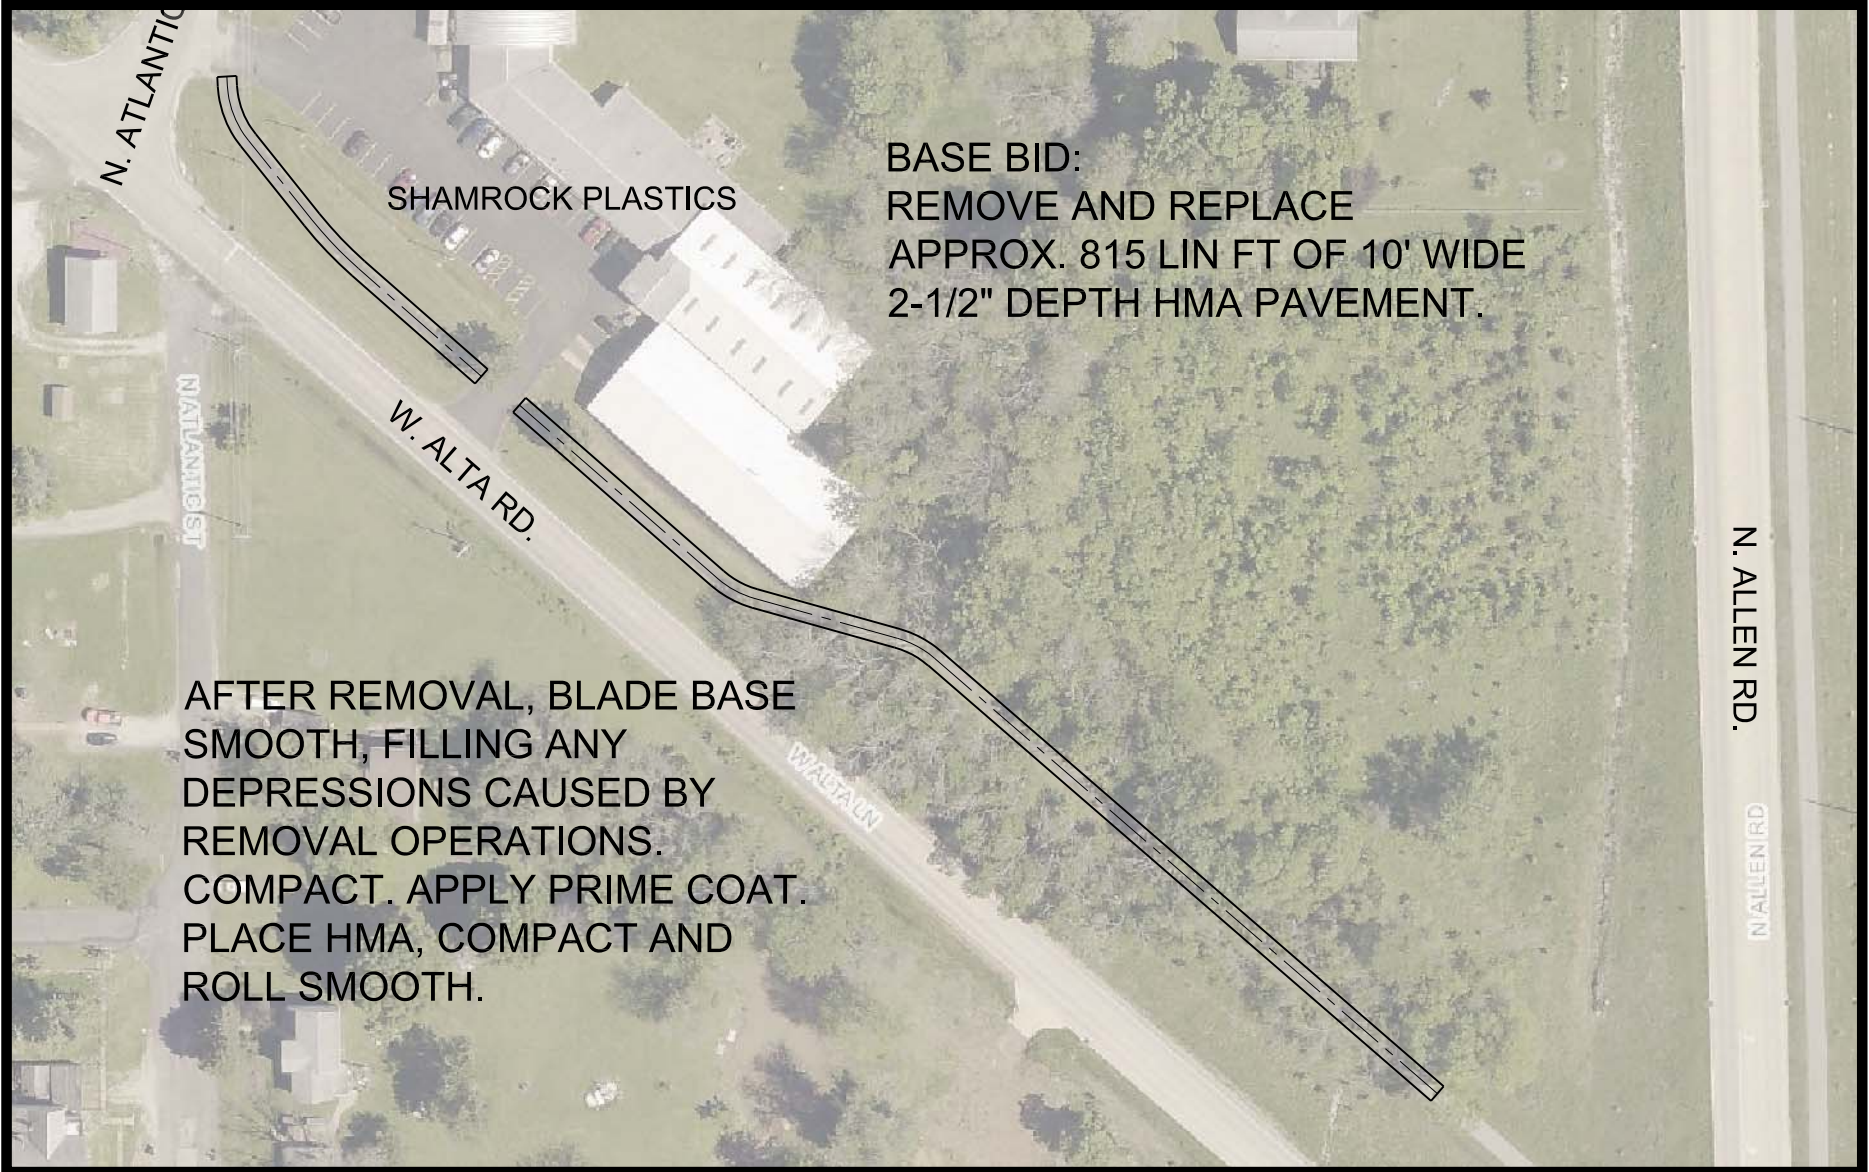 N. ATLANTIC
SHAMROCK PLASTICS
BASE BID:
REMOVE AND REPLACE
APPROX. 815 LIN FT OF 10' WIDE
2-1/2" DEPTH HMA PAVEMENT.
N ATLANTIC ST
W. ALTA RD.
N. ALLEN RD.
AFTER REMOVAL, BLADE BASE
SMOOTH, FILLING ANY
DEPRESSIONS CAUSED BY
REMOVAL OPERATIONS.
COMPACT. APPLY PRIME COAT.
PLACE HMA, COMPACT AND
ROLL SMOOTH.
W ALTA LN
N ALLEN RD